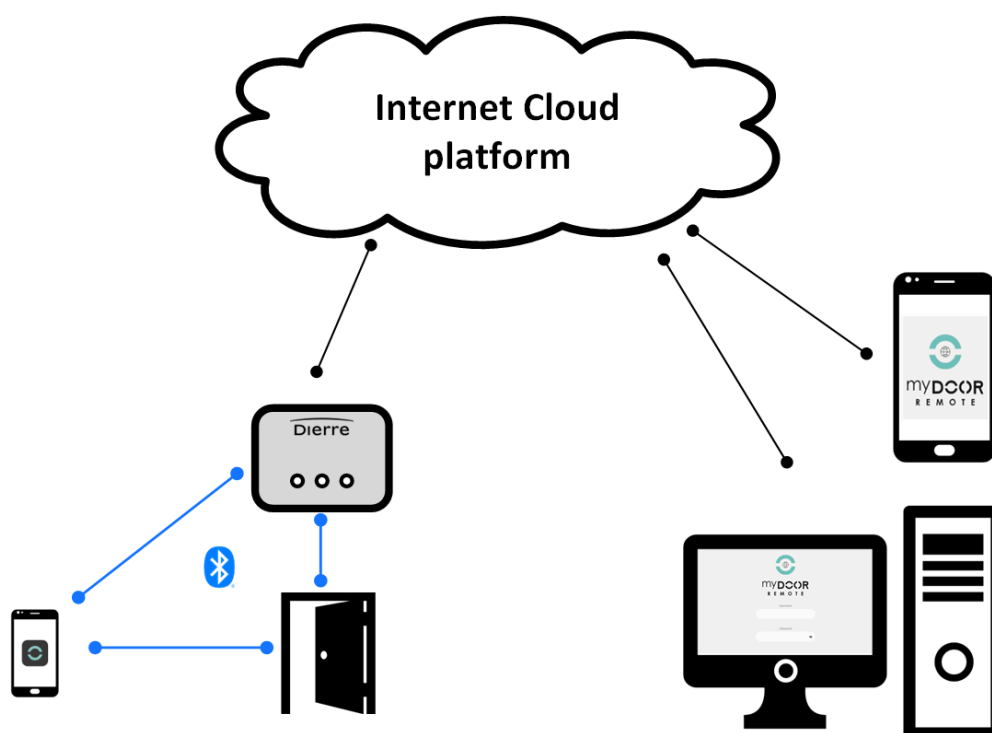 Internet Cloud
platform
Dierre
myDOOR
REMOTE
myDOOR
REMOTE